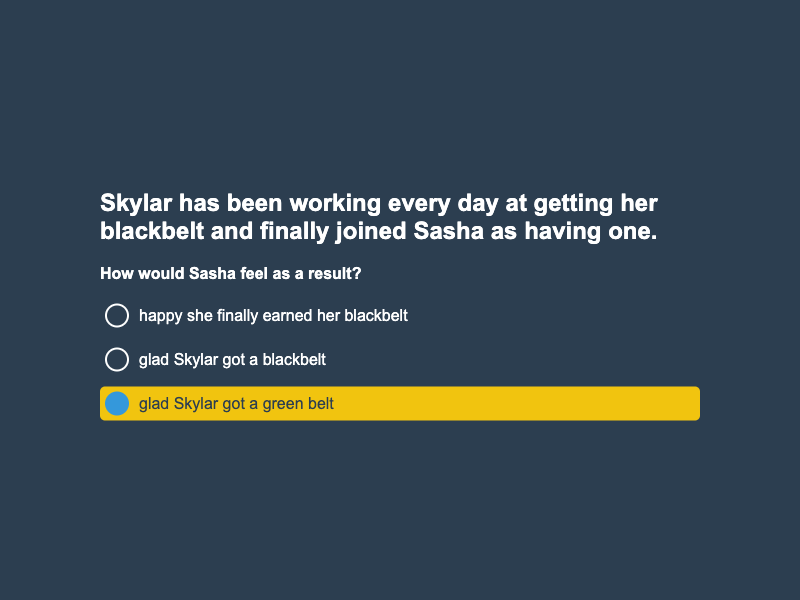 Skylar has been working every day at getting her
blackbelt and finally joined Sasha as having one.
How would Sasha feel as a result?
happy she finally earned her blackbelt
glad Skylar got a blackbelt
glad Skylar got a green belt